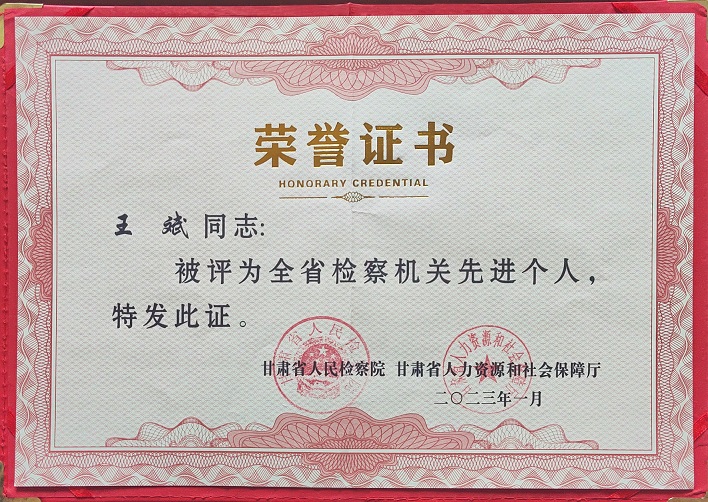 荣誉证书
HONORARY CREDENTIAL
王 斌 同志:
被评为全省检察机关先进个人，
特发此证。
甘肃省人民检察院 甘肃省人力资源和社会保障厅
二〇二三年一月